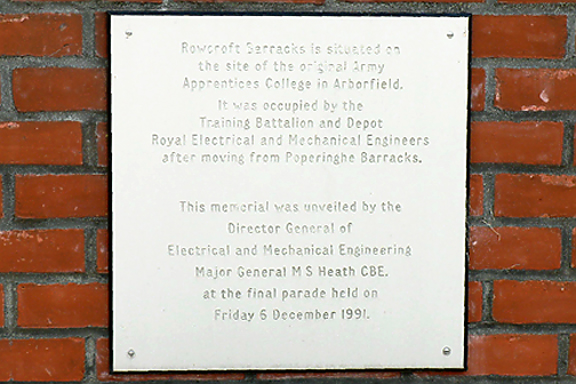 Rowcroft Barracks is situated on
the site of the original Army
Apprentices College in Arborfield.
It was occupied by the
Training Battalion and Depot
Royal Electrical and Mechanical Engineers
after moving from Poperinghe Barracks.
This memorial was unveiled by the
Director General of
Electrical and Mechanical Engineering
Major General M S Heath CBE.
at the final parade held on
Friday 6 December 1991.